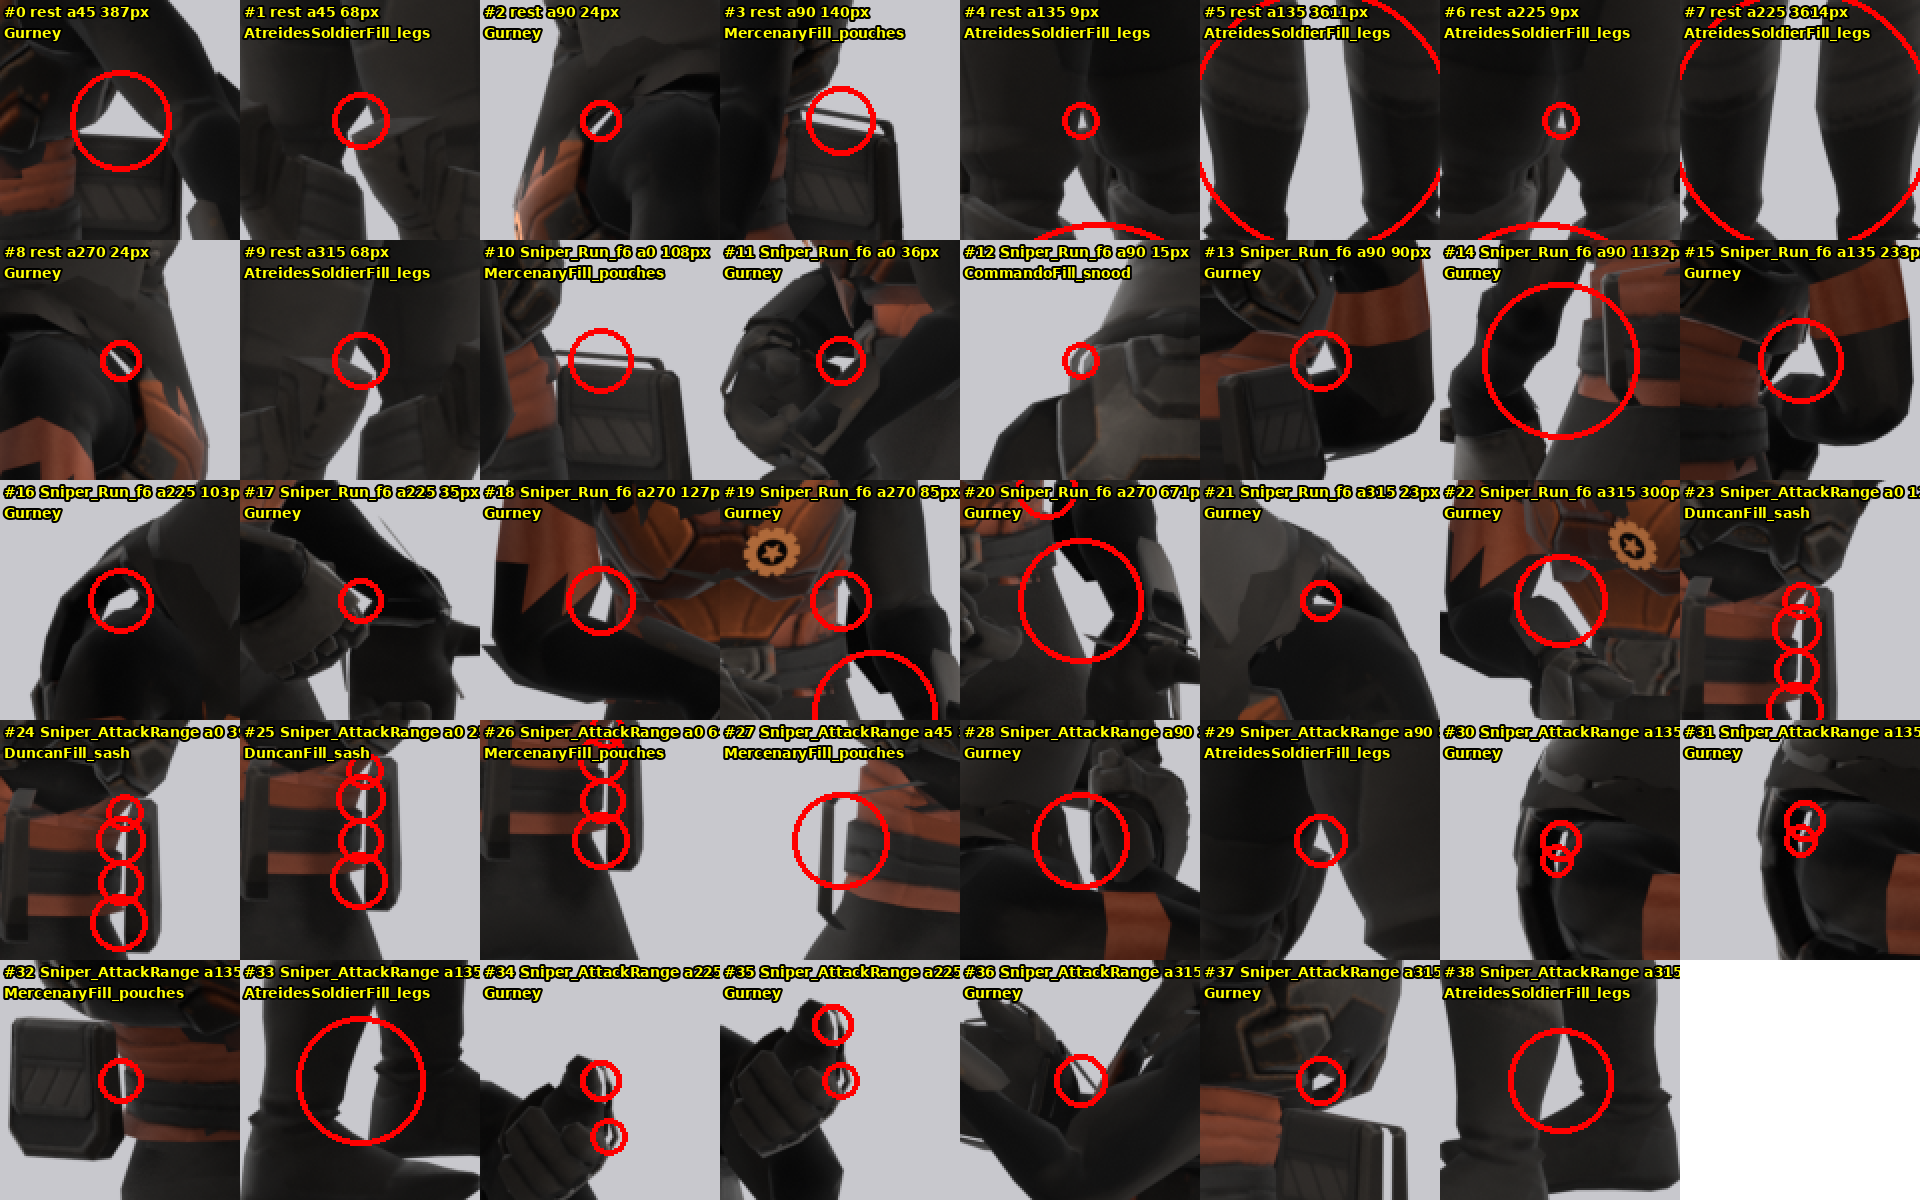 #0 rest a45 387px
Gurney
#1 rest a45 68px
AtreidesSoldierFill_legs
#2 rest a90 24px
Gurney
#3 rest a90 140px
MercenaryFill_pouches
#4 rest a135 9px
AtreidesSoldierFill_legs
#5 rest a135 3611px
AtreidesSoldierFill_legs
#6 rest a225 9px
AtreidesSoldierFill_legs
#7 rest a225 3614px
AtreidesSoldierFill_legs
#8 rest a270 24px
Gurney
#9 rest a315 68px
AtreidesSoldierFill_legs
#10 Sniper_Run_f6 a0 108px
MercenaryFill_pouches
#11 Sniper_Run_f6 a0 36px
Gurney
#12 Sniper_Run_f6 a90 15px
CommandoFill_snood
#13 Sniper_Run_f6 a90 90px
Gurney
#14 Sniper_Run_f6 a90 1132p
Gurney
#15 Sniper_Run_f6 a135 233p
Gurney
#16 Sniper_Run_f6 a225 103p
Gurney
#17 Sniper_Run_f6 a225 35px
Gurney
#18 Sniper_Run_f6 a270 127p
Gurney
#19 Sniper_Run_f6 a270 85px
Gurney
#20 Sniper_Run_f6 a270 671p
Gurney
#21 Sniper_Run_f6 a315 23px
Gurney
#22 Sniper_Run_f6 a315 300p
Gurney
#23 Sniper_AttackRange a0
DuncanFill_sash
#24 Sniper_AttackRange a0
DuncanFill_sash
#25 Sniper_AttackRange a0
DuncanFill_sash
#26 Sniper_AttackRange a0
MercenaryFill_pouches
#27 Sniper_AttackRange a45
MercenaryFill_pouches
#28 Sniper_AttackRange a90
Gurney
#29 Sniper_AttackRange a90
AtreidesSoldierFill_legs
#30 Sniper_AttackRange a135
Gurney
#31 Sniper_AttackRange a135
Gurney
#32 Sniper_AttackRange a135
MercenaryFill_pouches
#33 Sniper_AttackRange a135
AtreidesSoldierFill_legs
#34 Sniper_AttackRange a225
Gurney
#35 Sniper_AttackRange a225
Gurney
#36 Sniper_AttackRange a315
Gurney
#37 Sniper_AttackRange a315
Gurney
#38 Sniper_AttackRange a315
AtreidesSoldierFill_legs